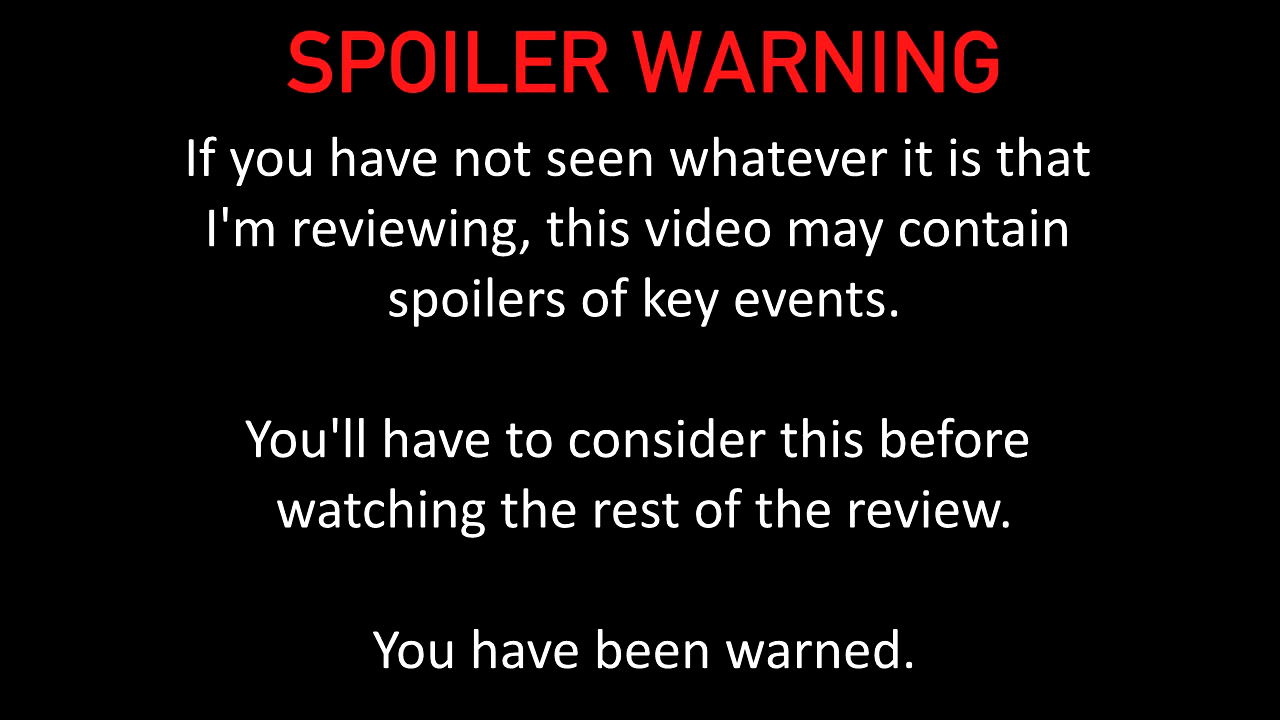 SPOILER WARNING
If you have not seen whatever it is that
I'm reviewing, this video may contain
spoilers of key events.
You'll have to consider this before
watching the rest of the review.
You have been warned.